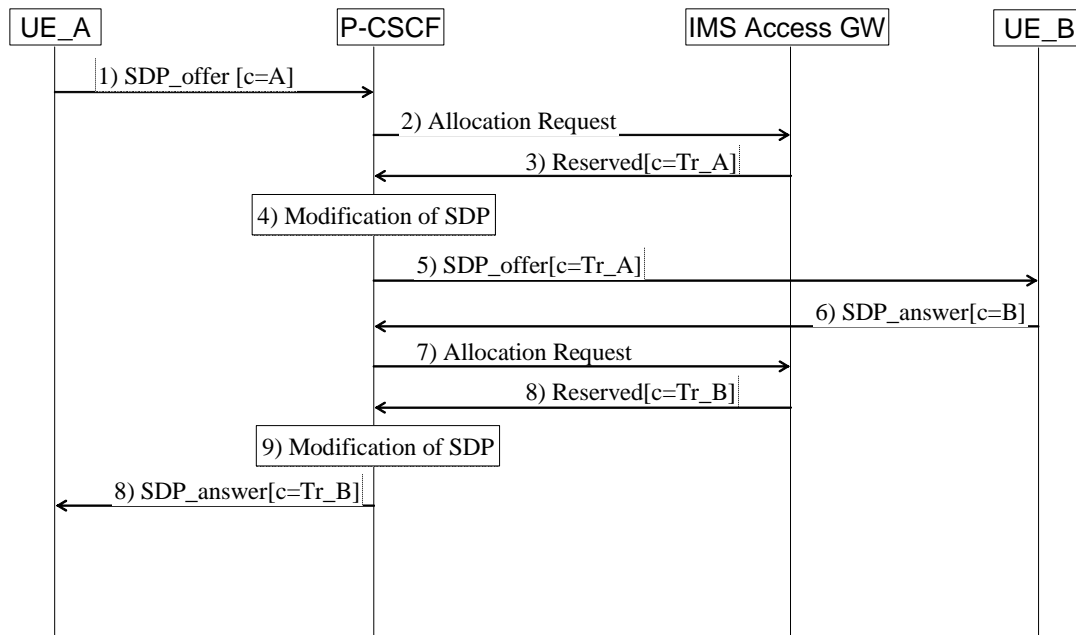 UE_A
P-CSCF
IMS Access GW
UE_B
1) SDP_offer [c=A]
2) Allocation Request
3) Reserved[c=Tr_A]
4) Modification of SDP
5) SDP_offer[c=Tr_A]
6) SDP_answer[c=B]
7) Allocation Request
8) Reserved[c=Tr_B]
9) Modification of SDP
8) SDP_answer[c=Tr_B]